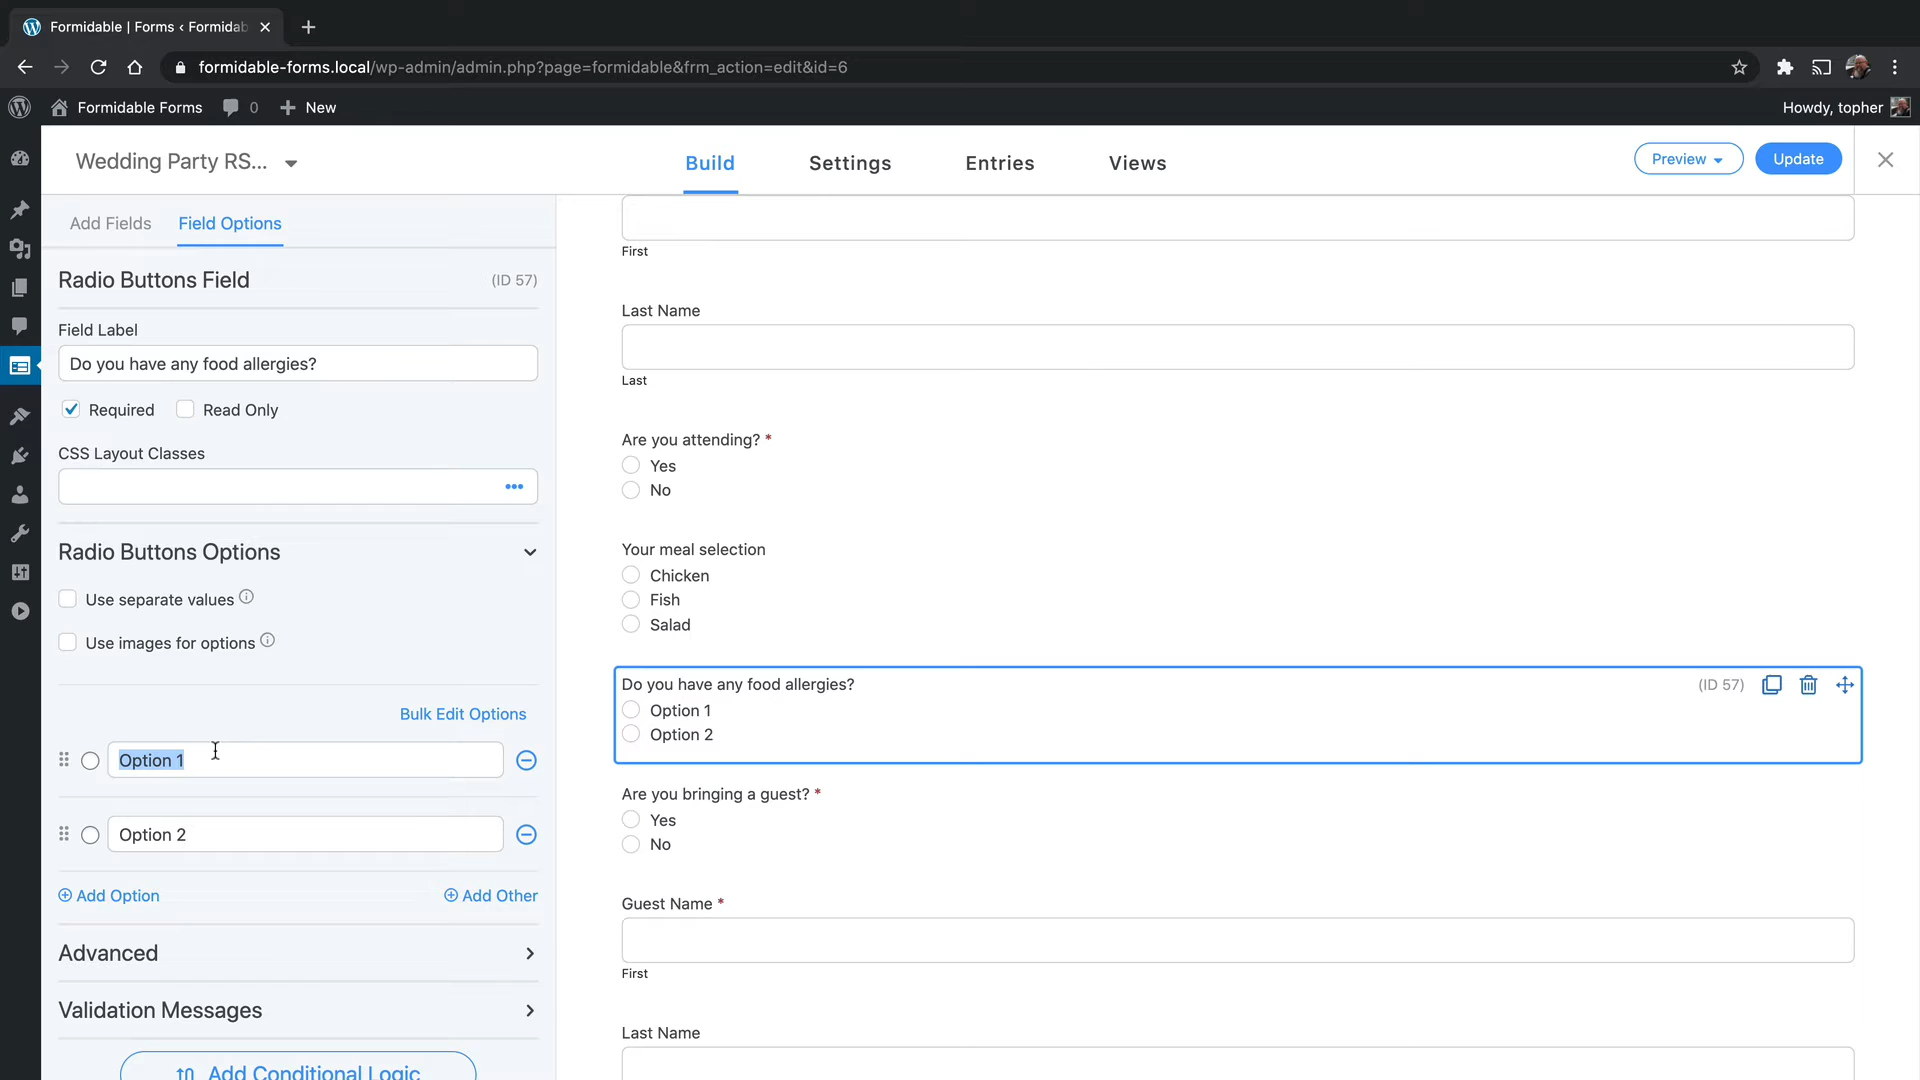 Formidable | Forms ‹ Formidab
formidable-forms.local/wp-admin/admin.php?page=formidable&frm_action=edit&id=6
Formidable Forms
0
New
Howdy, topher
Wedding Party RS...
Build
Settings
Entries
Views
Preview
Update
Add Fields
Field Options
Radio Buttons Field
(ID 57)
Field Label
Do you have any food allergies?
Required
Read Only
CSS Layout Classes
Radio Buttons Options
Use separate values
Use images for options
Bulk Edit Options
Option 1
Option 2
Add Option
Add Other
Advanced
Validation Messages
Add Conditional Logic
First
Last Name
Last
Are you attending? *
Yes
No
Your meal selection
Chicken
Fish
Salad
Do you have any food allergies?
(ID 57)
Option 1
Option 2
Are you bringing a guest? *
Yes
No
Guest Name *
First
Last Name